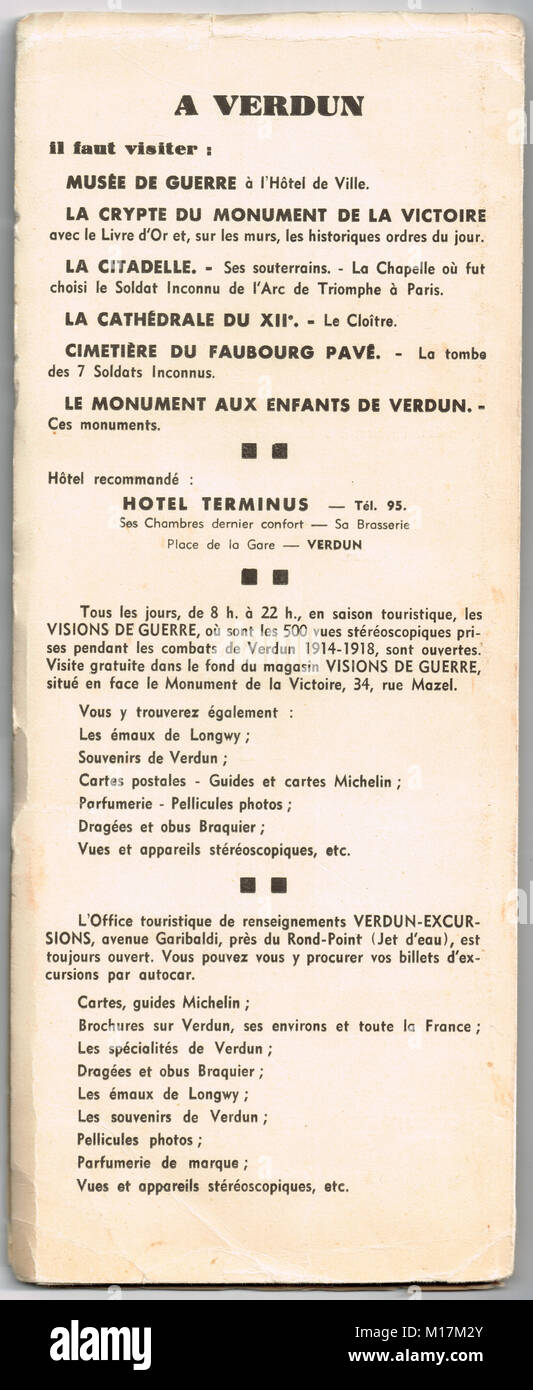 A VERDUN
il faut visiter :
MUSÉE DE GUERRE à l'Hôtel de Ville.
LA CRYPTE DU MONUMENT DE LA VICTOIRE
avec le Livre d'Or et, sur les murs, les historiques ordres du jour.
LA CITADELLE. - Ses souterrains. - La Chapelle où fut
choisi le Soldat Inconnu de l'Arc de Triomphe à Paris.
LA CATHÉDRALE DU XIIe. - Le Cloître.
CIMETIÈRE DU FAUBOURG PAVÉ. - La tombe
des 7 Soldats Inconnus.
LE MONUMENT AUX ENFANTS DE VERDUN. -
Ces monuments.
Hôtel recommandé :
HOTEL TERMINUS — Tél. 95.
Ses Chambres dernier confort — Sa Brasserie
Place de la Gare — VERDUN
Tous les jours, de 8 h. à 22 h., en saison touristique, les
VISIONS DE GUERRE, où sont les 500 vues stéréoscopiques pri-
ses pendant les combats de Verdun 1914-1918, sont ouvertes.
Visite gratuite dans le fond du magasin VISIONS DE GUERRE,
situé en face le Monument de la Victoire, 34, rue Mazel.
Vous y trouverez également :
Les émaux de Longwy ;
Souvenirs de Verdun ;
Cartes postales - Guides et cartes Michelin ;
Parfumerie - Pellicules photos ;
Dragées et obus Braquier ;
Vues et appareils stéréoscopiques, etc.
L'Office touristique de renseignements VERDUN-EXCUR-
SIONS, avenue Garibaldi, près du Rond-Point (Jet d'eau), est
toujours ouvert. Vous pouvez vous y procurer vos billets d'ex-
cursions par autocar.
Cartes, guides Michelin ;
Brochures sur Verdun, ses environs et toute la France ;
Les spécialités de Verdun ;
Dragées et obus Braquier ;
Les émaux de Longwy ;
Les souvenirs de Verdun ;
Pellicules photos ;
Parfumerie de marque ;
Vues et appareils stéréoscopiques, etc.
alamy
Image ID: M17M2Y
www.alamy.com